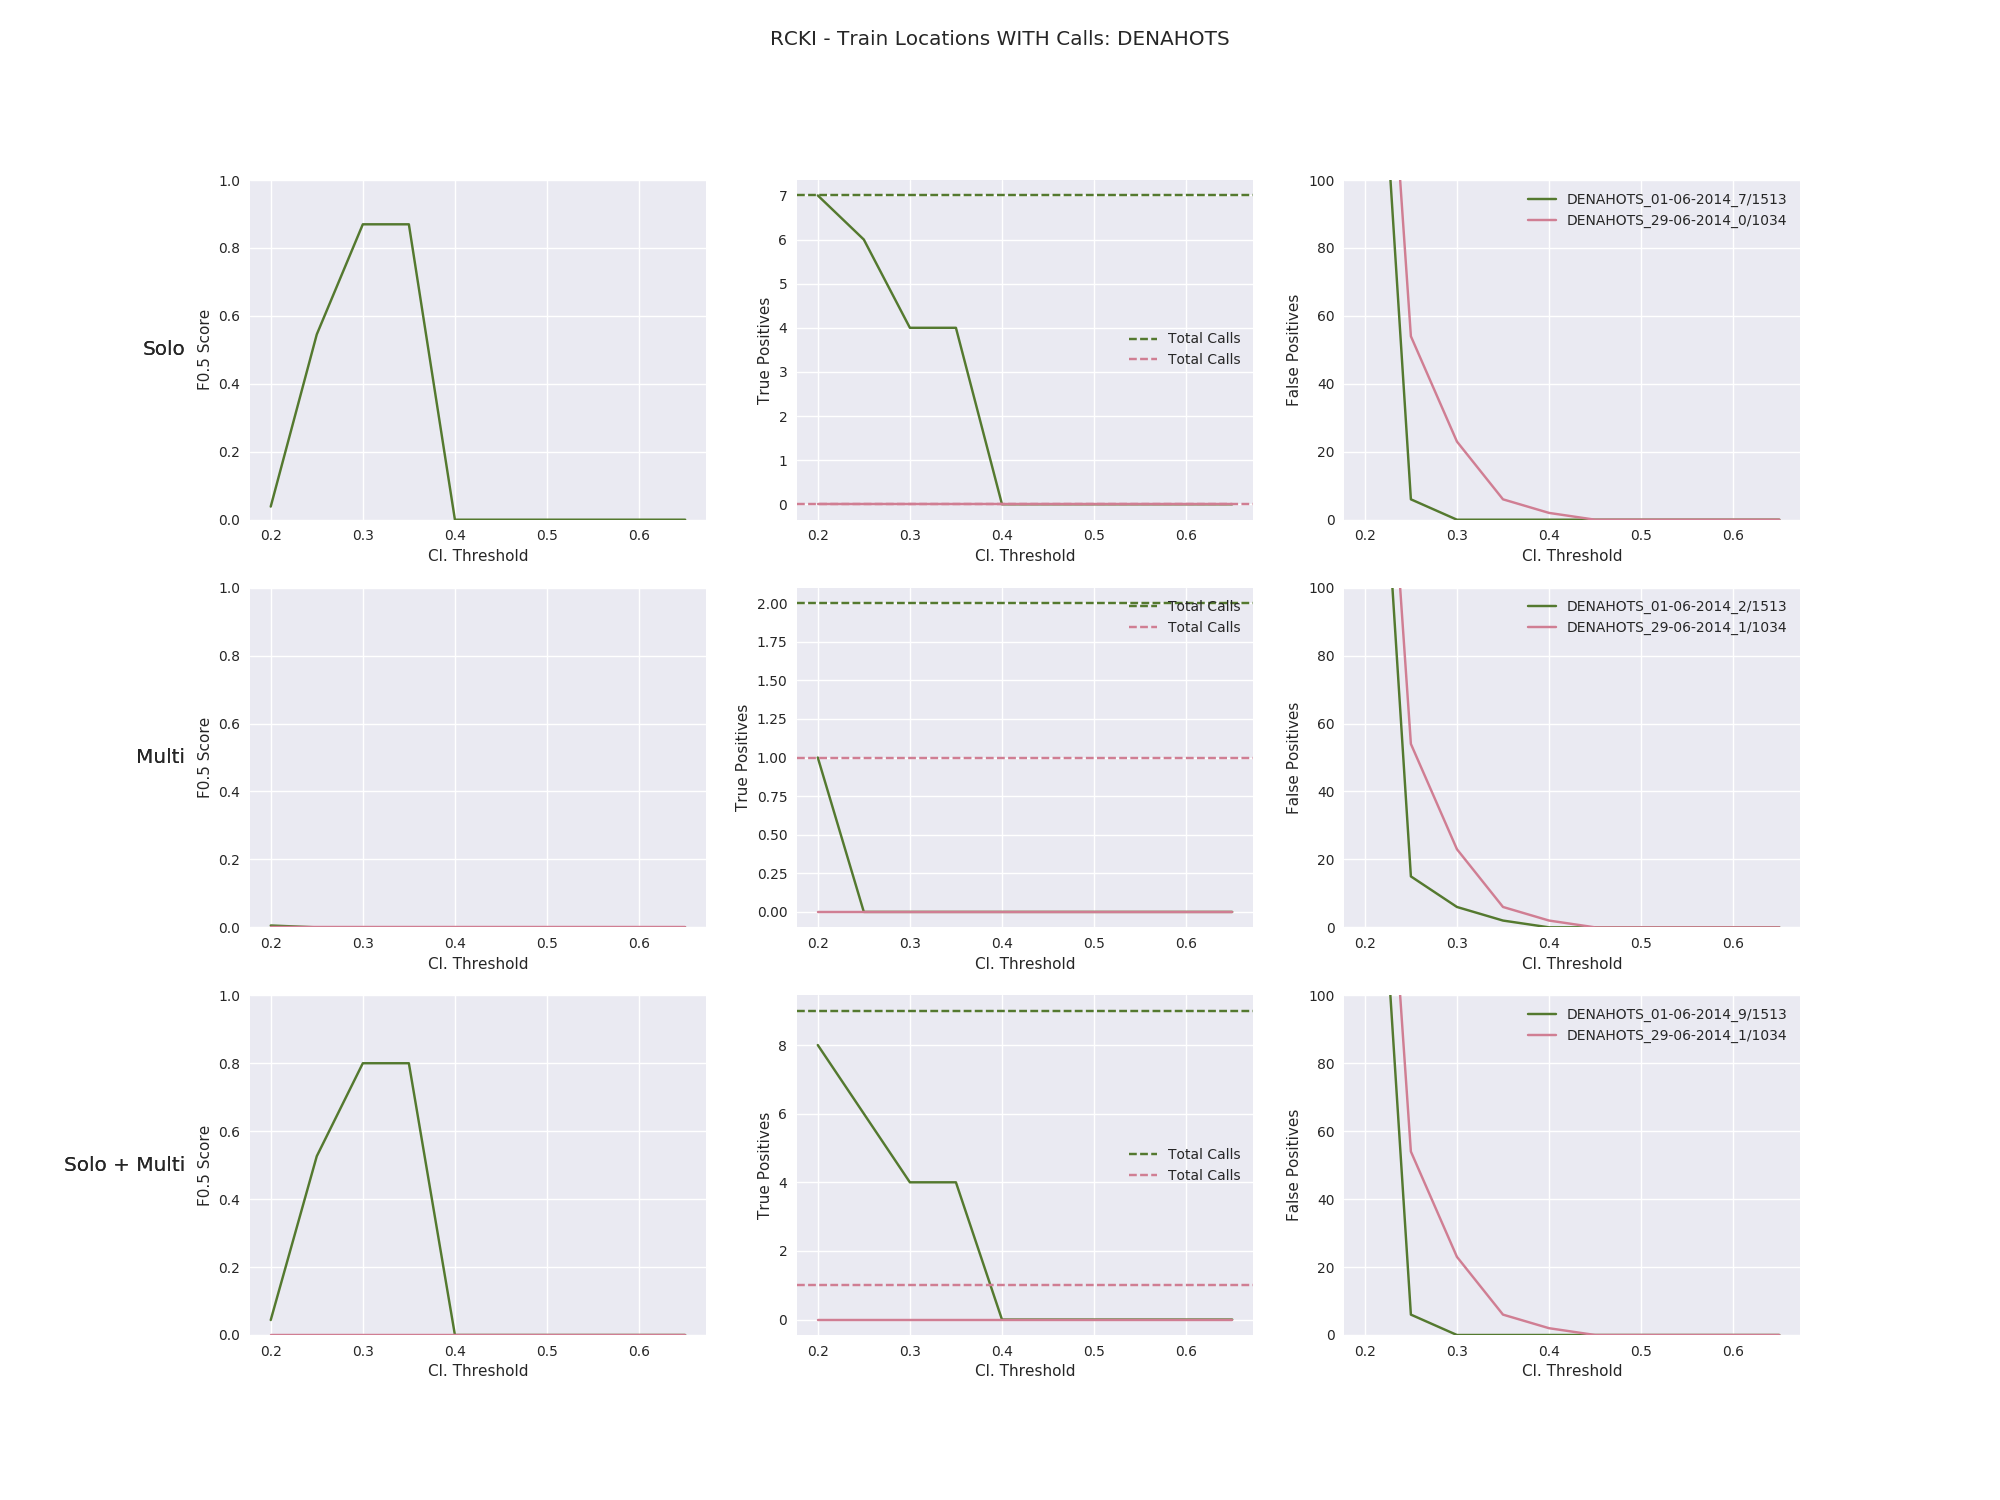 RCKI - Train Locations WITH Calls: DENAHOTS
Solo
F0.5 Score
1.0
0.8
0.6
0.4
0.2
0.0
0.2 0.3 0.4 0.5 0.6
Cl. Threshold
True Positives
7
6
5
4
3
2
1
0
Total Calls
Total Calls
0.2 0.3 0.4 0.5 0.6
Cl. Threshold
False Positives
100
80
60
40
20
0
DENAHOTS_01-06-2014_7/1513
DENAHOTS_29-06-2014_0/1034
0.2 0.3 0.4 0.5 0.6
Cl. Threshold
Multi
F0.5 Score
1.0
0.8
0.6
0.4
0.2
0.0
0.2 0.3 0.4 0.5 0.6
Cl. Threshold
True Positives
2.00
1.75
1.50
1.25
1.00
0.75
0.50
0.25
0.00
Total Calls
Total Calls
0.2 0.3 0.4 0.5 0.6
Cl. Threshold
False Positives
100
80
60
40
20
0
DENAHOTS_01-06-2014_2/1513
DENAHOTS_29-06-2014_1/1034
0.2 0.3 0.4 0.5 0.6
Cl. Threshold
Solo + Multi
F0.5 Score
1.0
0.8
0.6
0.4
0.2
0.0
0.2 0.3 0.4 0.5 0.6
Cl. Threshold
True Positives
8
6
4
2
0
Total Calls
Total Calls
0.2 0.3 0.4 0.5 0.6
Cl. Threshold
False Positives
100
80
60
40
20
0
DENAHOTS_01-06-2014_9/1513
DENAHOTS_29-06-2014_1/1034
0.2 0.3 0.4 0.5 0.6
Cl. Threshold